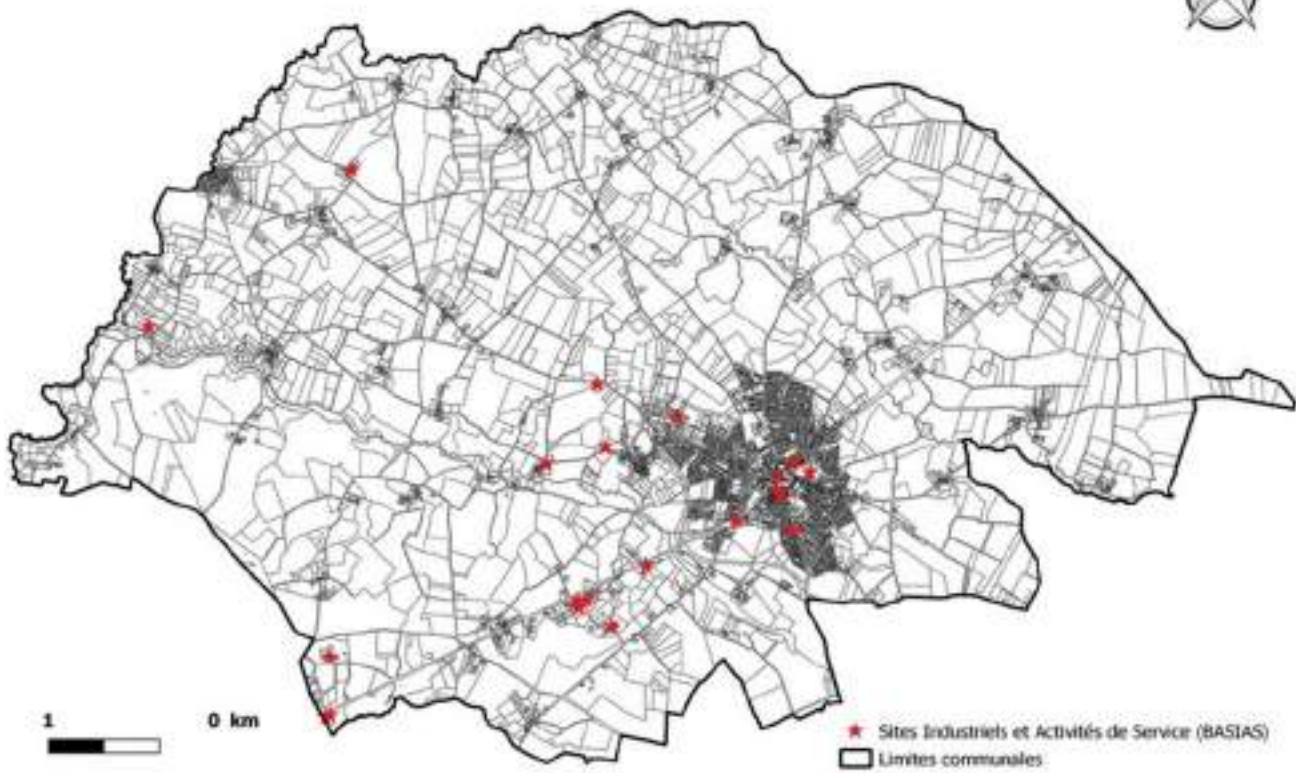 1 0 km
Sites Industriels et Activités de Service (BASIAS)
Limites communales